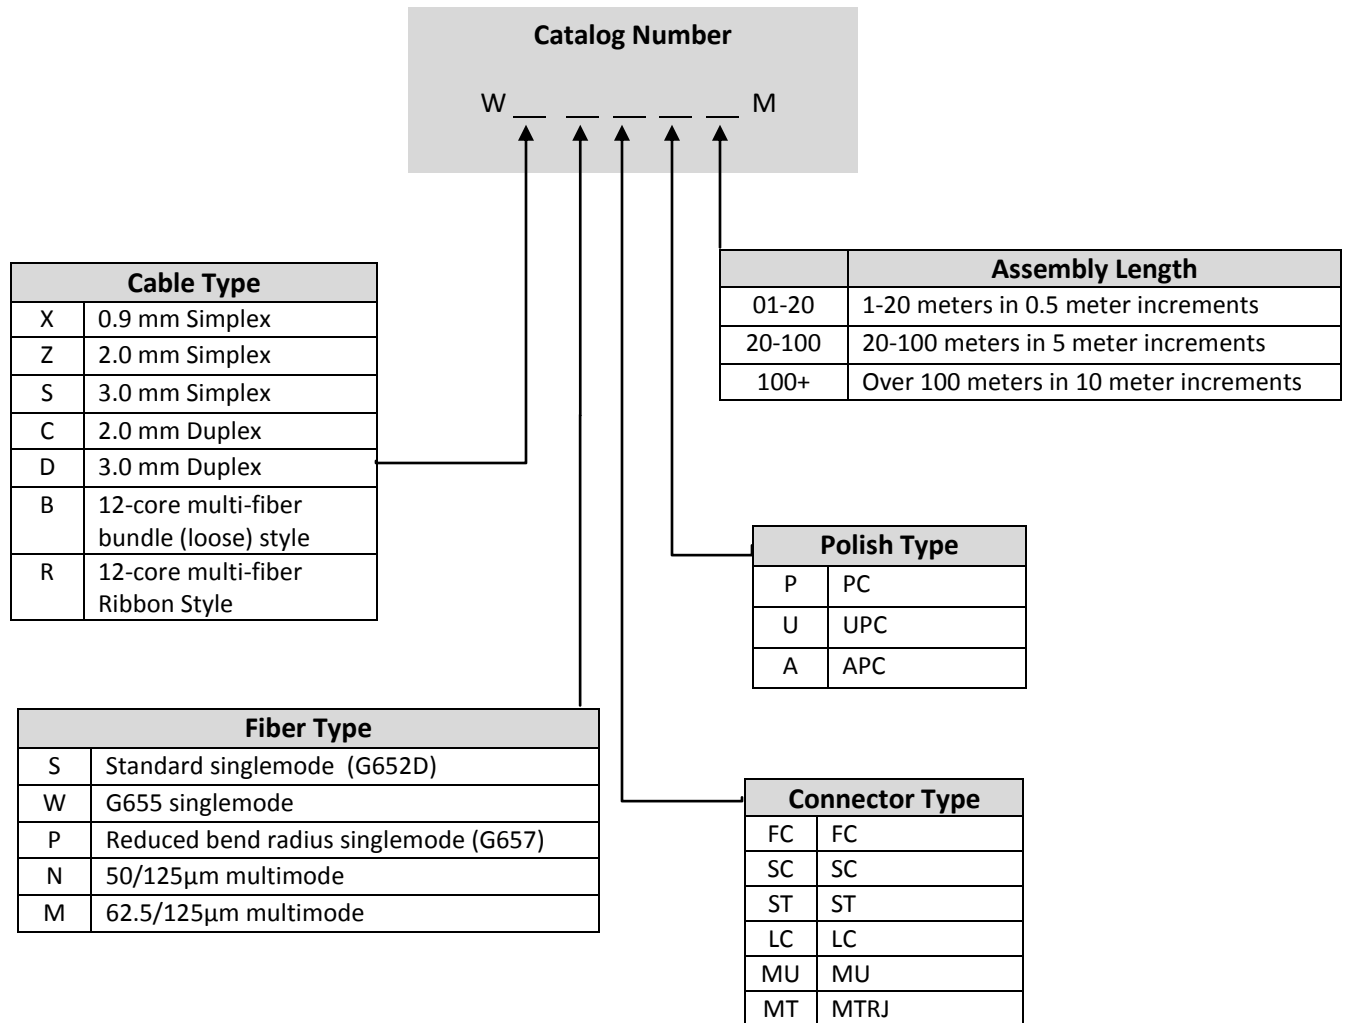 Catalog Number
W __ __ __ __ __ M
Assembly Length
01-20 1-20 meters in 0.5 meter increments
20-100 20-100 meters in 5 meter increments
100+ Over 100 meters in 10 meter increments
Cable Type
X 0.9 mm Simplex
Z 2.0 mm Simplex
S 3.0 mm Simplex
C 2.0 mm Duplex
D 3.0 mm Duplex
B 12-core multi-fiber
bundle (loose) style
R 12-core multi-fiber
Ribbon Style
Polish Type
P PC
U UPC
A APC
Fiber Type
S Standard singlemode (G652D)
W G655 singlemode
P Reduced bend radius singlemode (G657)
N 50/125µm multimode
M 62.5/125µm multimode
Connector Type
FC FC
SC SC
ST ST
LC LC
MU MU
MT MTRJ